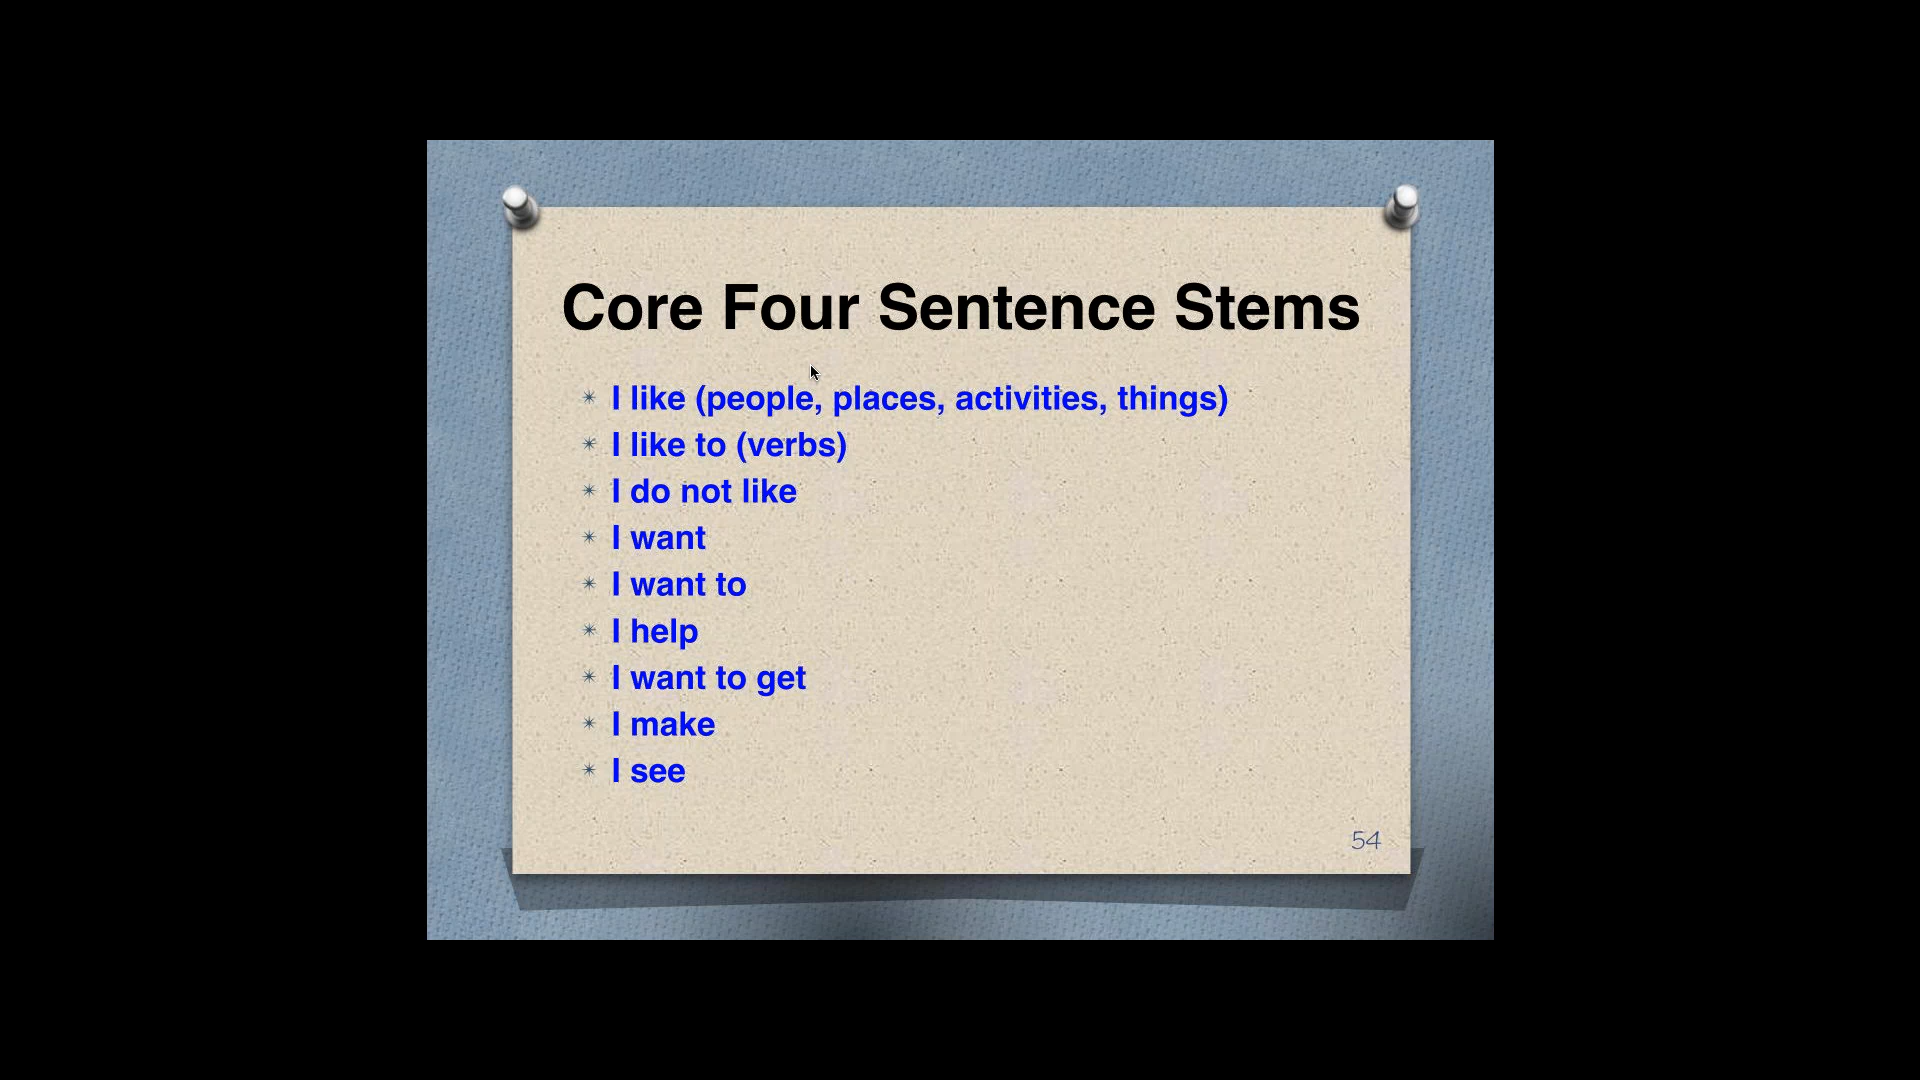 Core Four Sentence Stems
I like (people, places, activities, things)
I like to (verbs)
I do not like
I want
I want to
I help
I want to get
I make
I see
54